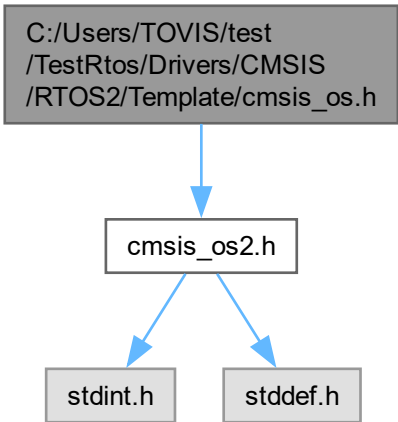 C:/Users/TOVIS/test
/TestRtos/Drivers/CMSIS
/RTOS2/Template/cmsis_os.h
cmsis_os2.h
stdint.h
stddef.h